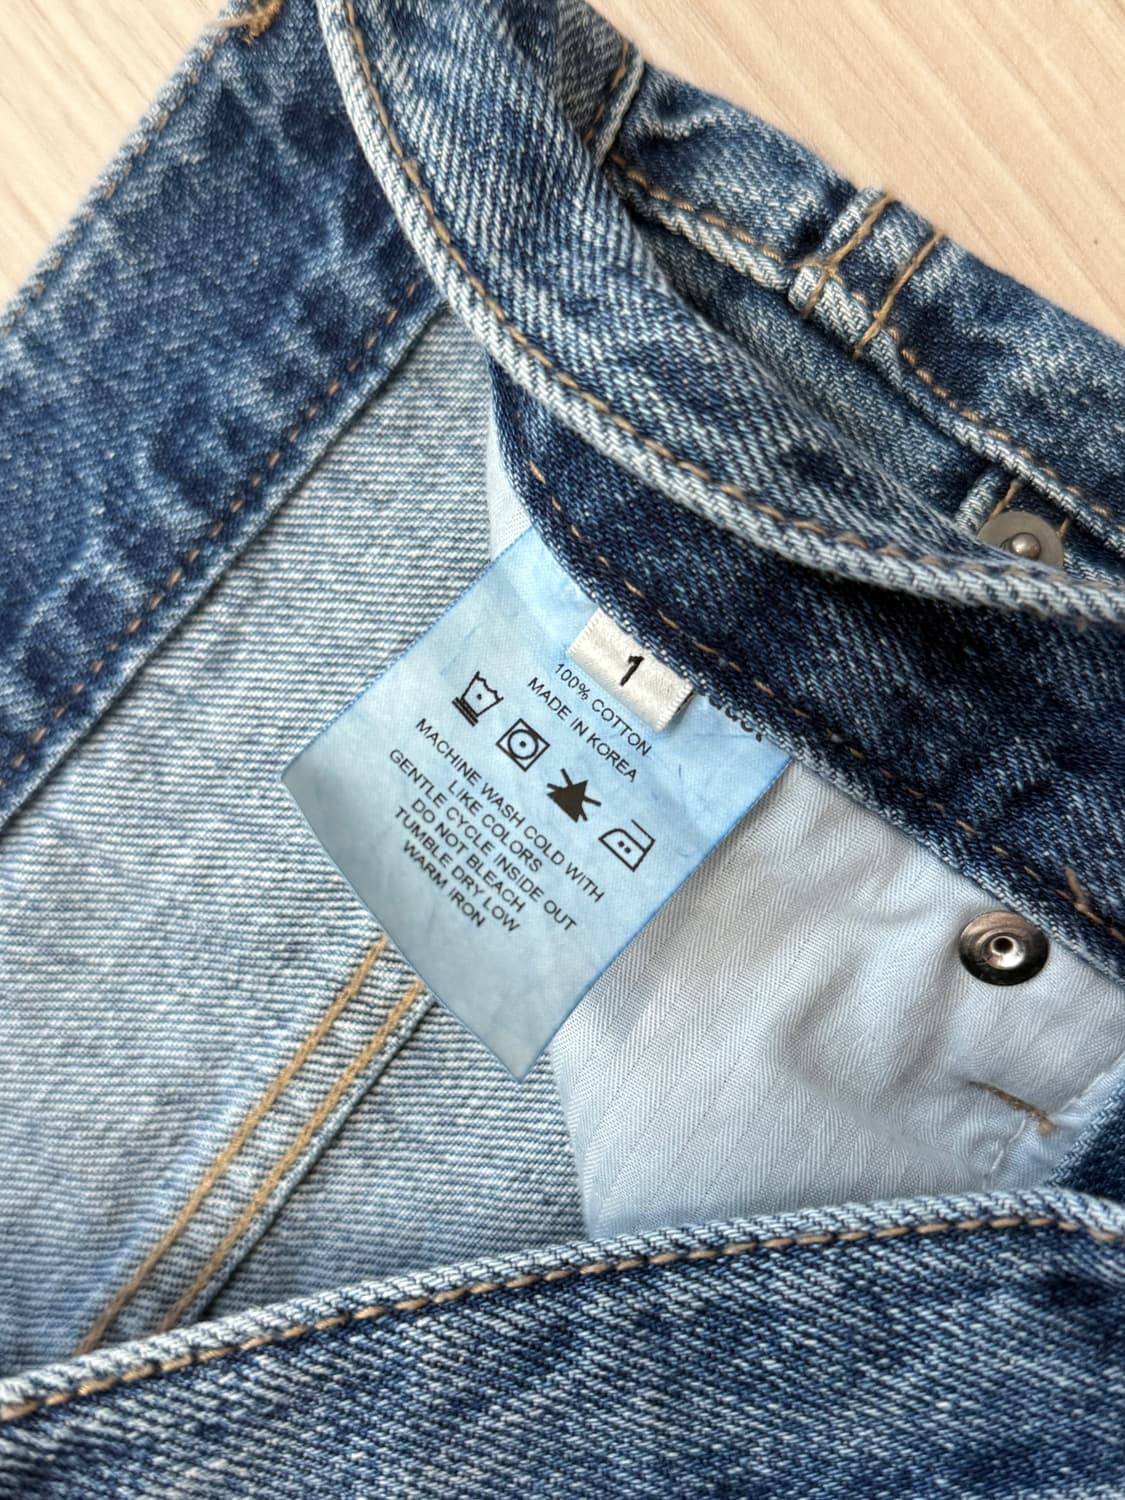 1
100% COTTON
MADE IN KOREA
MACHINE WASH COLD WITH
LIKE COLORS
GENTLE CYCLE INSIDE OUT
DO NOT BLEACH
TUMBLE DRY LOW
WARM IRON